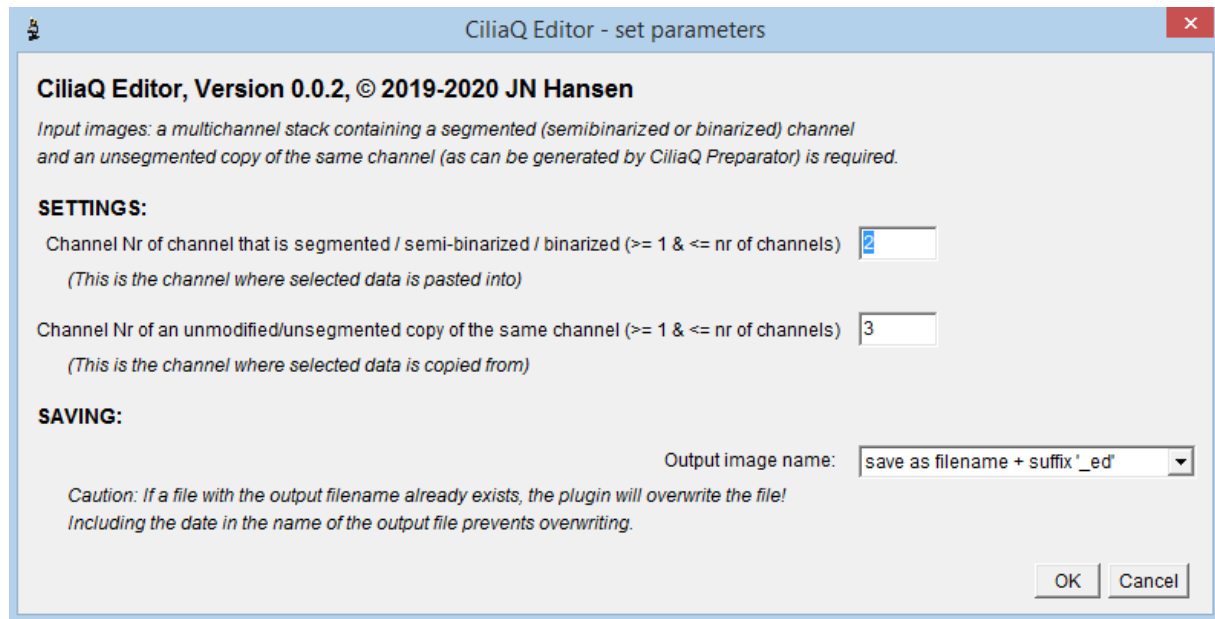 CiliaQ Editor - set parameters
CiliaQ Editor, Version 0.0.2, © 2019-2020 JN Hansen
Input images: a multichannel stack containing a segmented (semibinarized or binarized) channel
and an unsegmented copy of the same channel (as can be generated by CiliaQ Preparator) is required.
SETTINGS:
Channel Nr of channel that is segmented / semi-binarized / binarized (>= 1 & <= nr of channels) 2
(This is the channel where selected data is pasted into)
Channel Nr of an unmodified/unsegmented copy of the same channel (>= 1 & <= nr of channels) 3
(This is the channel where selected data is copied from)
SAVING:
Output image name: save as filename + suffix '_ed'
Caution: If a file with the output filename already exists, the plugin will overwrite the file!
Including the date in the name of the output file prevents overwriting.
OK Cancel